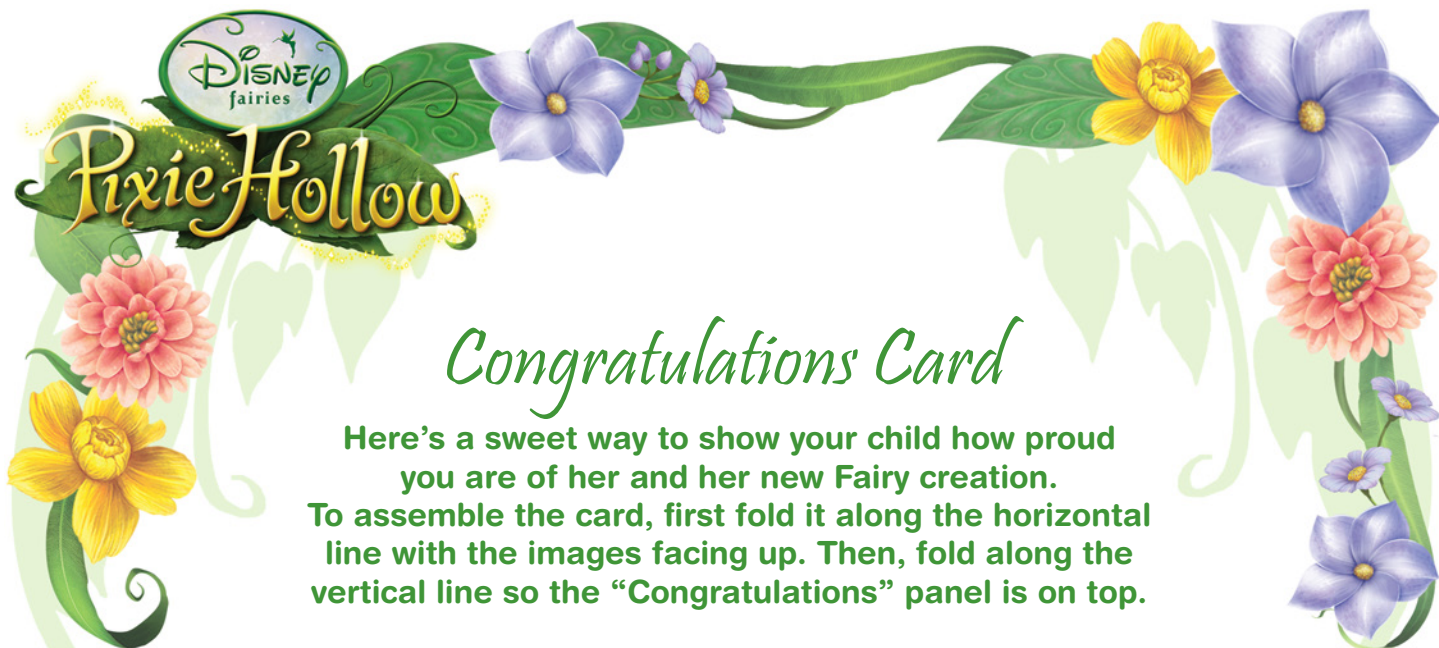 Disney
fairies
Pixie Hollow
Congratulations Card
Here’s a sweet way to show your child how proud
you are of her and her new Fairy creation.
To assemble the card, first fold it along the horizontal
line with the images facing up. Then, fold along the
vertical line so the “Congratulations” panel is on top.